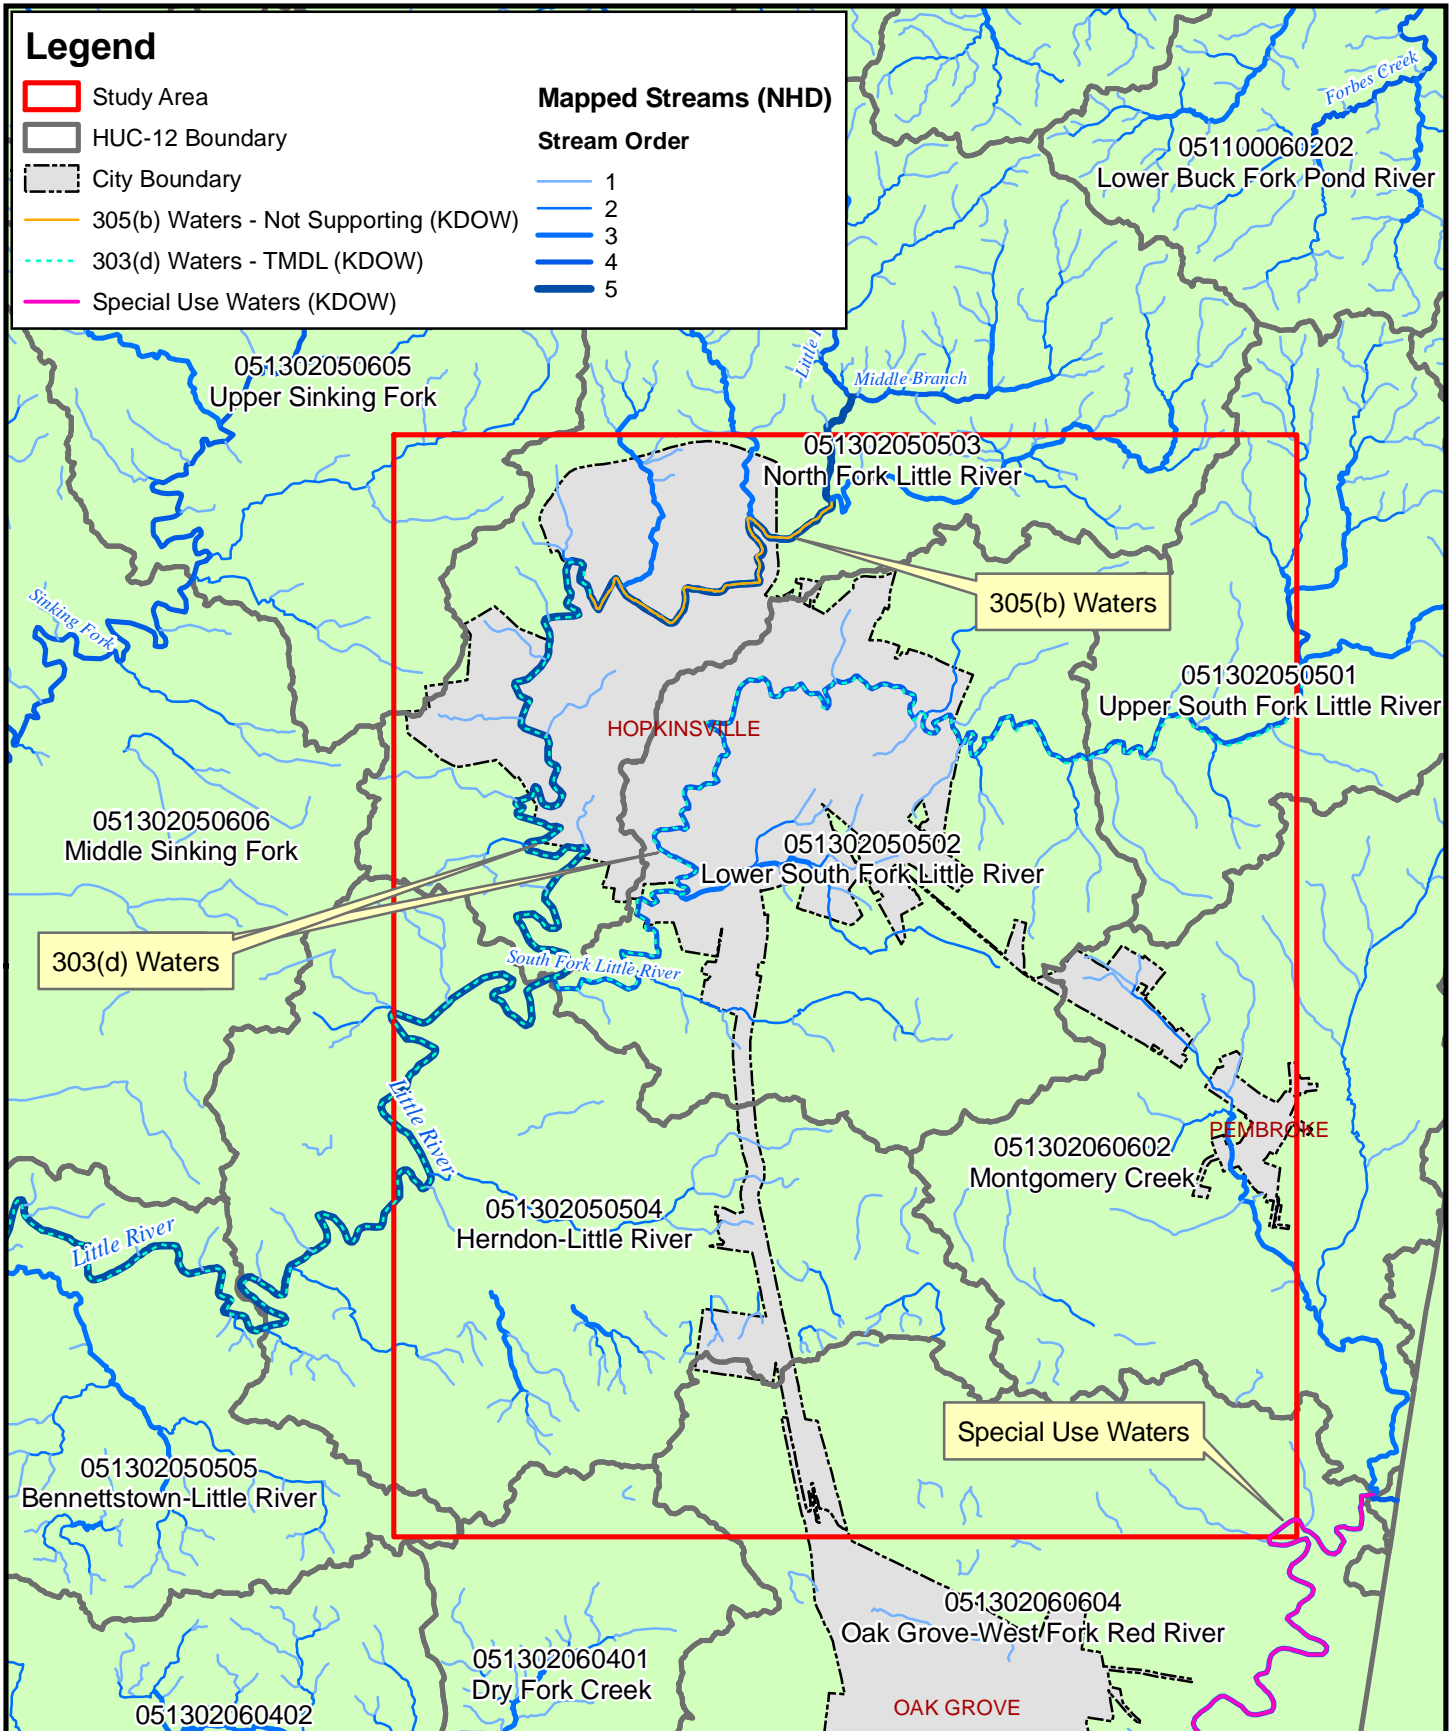 Legend
Study Area
HUC-12 Boundary
City Boundary
305(b) Waters - Not Supporting (KDOW)
303(d) Waters - TMDL (KDOW)
Special Use Waters (KDOW)
Mapped Streams (NHD)
Stream Order
1
2
3
4
5
Forbes Creek
051100060202
Lower Buck Fork Pond River
051302050605
Upper Sinking Fork
Little
Middle Branch
051302050503
North Fork Little River
305(b) Waters
Sinking Fork
051302050501
Upper South Fork Little River
HOPKINSVILLE
051302050606
Middle Sinking Fork
051302050502
Lower South Fork Little River
303(d) Waters
South Fork Little River
Little River
PEMBROKE
051302060602
Montgomery Creek
051302050504
Herndon-Little River
Little River
Special Use Waters
051302050505
Bennettstown-Little River
051302060604
Oak Grove-West Fork Red River
051302060401
Dry Fork Creek
OAK GROVE
051302060402